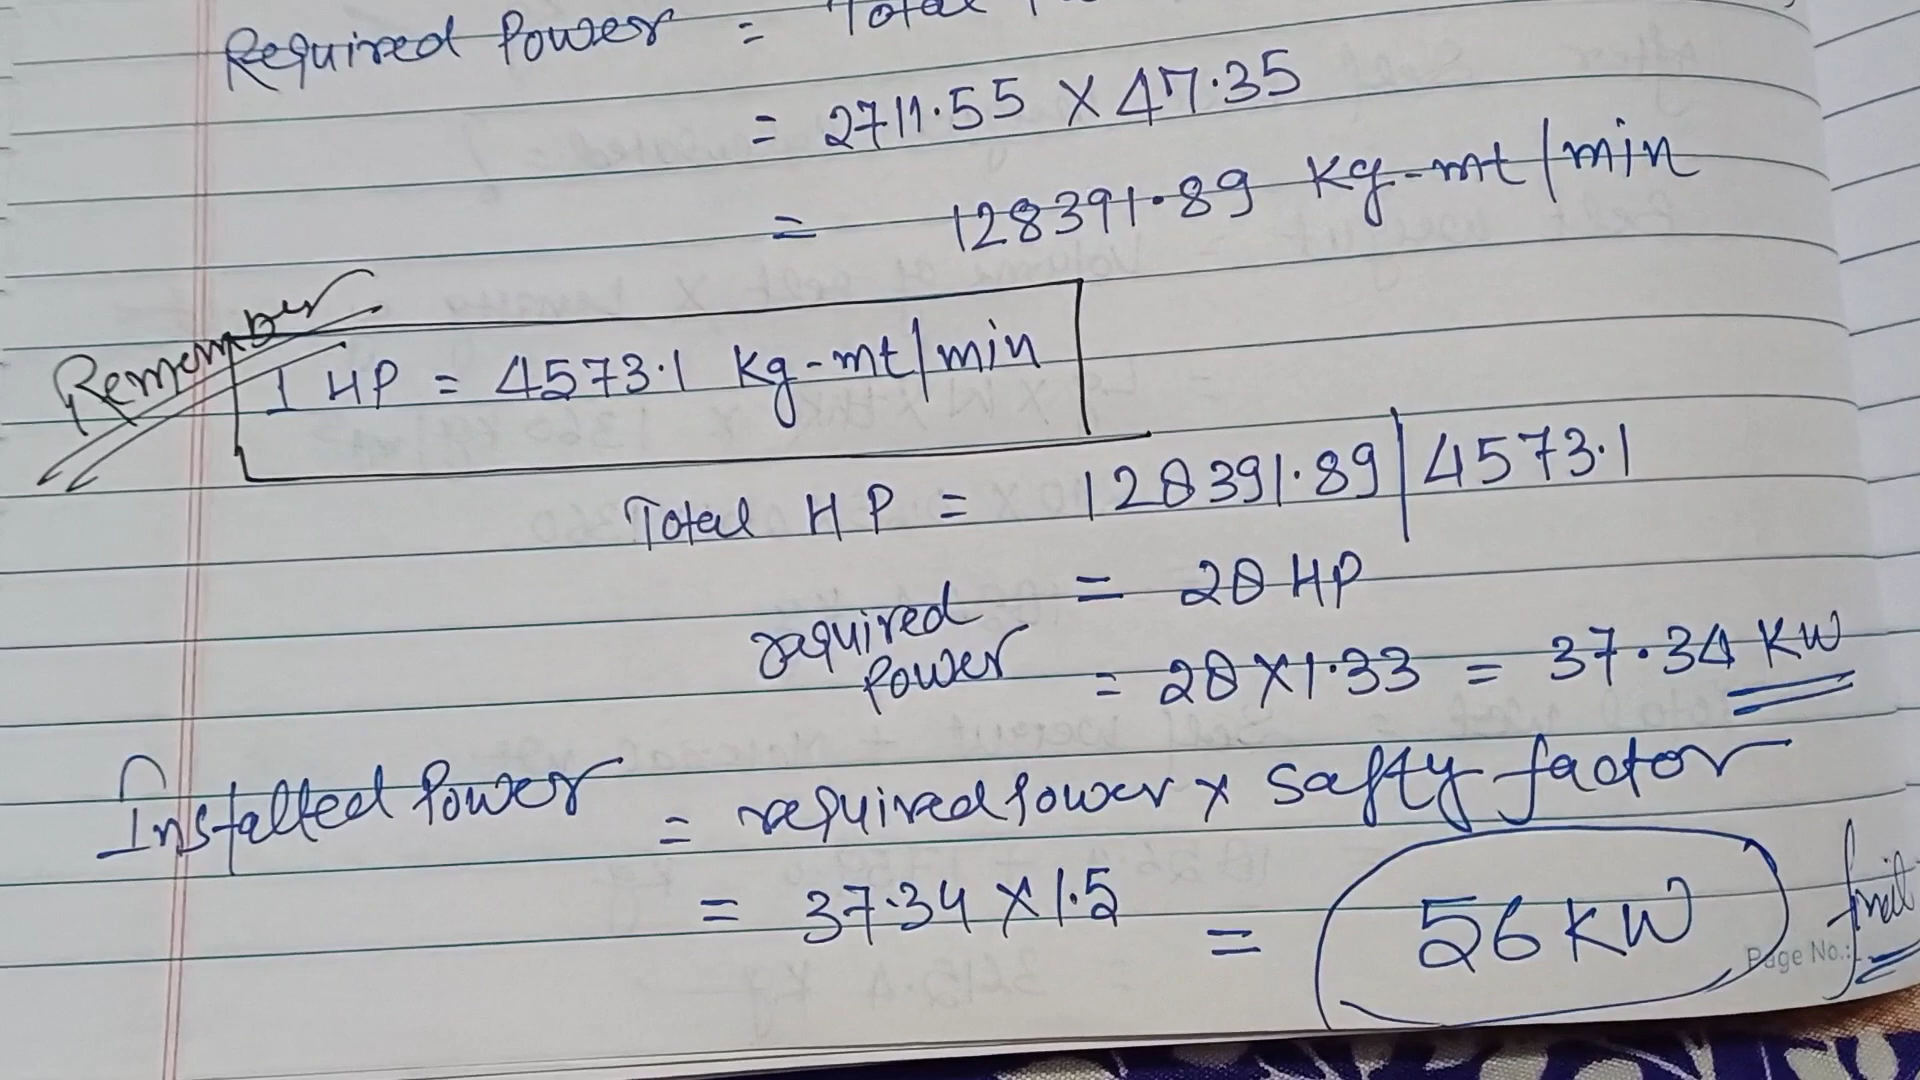 Required Power = Total
= 2711.55 × 47.35
= 128391.89 Kg-mt/min
Remember
1 HP = 4573.1 Kg-mt/min
Total HP = 128391.89/4573.1
= 28 HP
required Power = 28×1.33 = 37.34 KW
Installed Power = required Power × Safty factor
= 37.34 × 1.5 = 56 KW
Page No.: